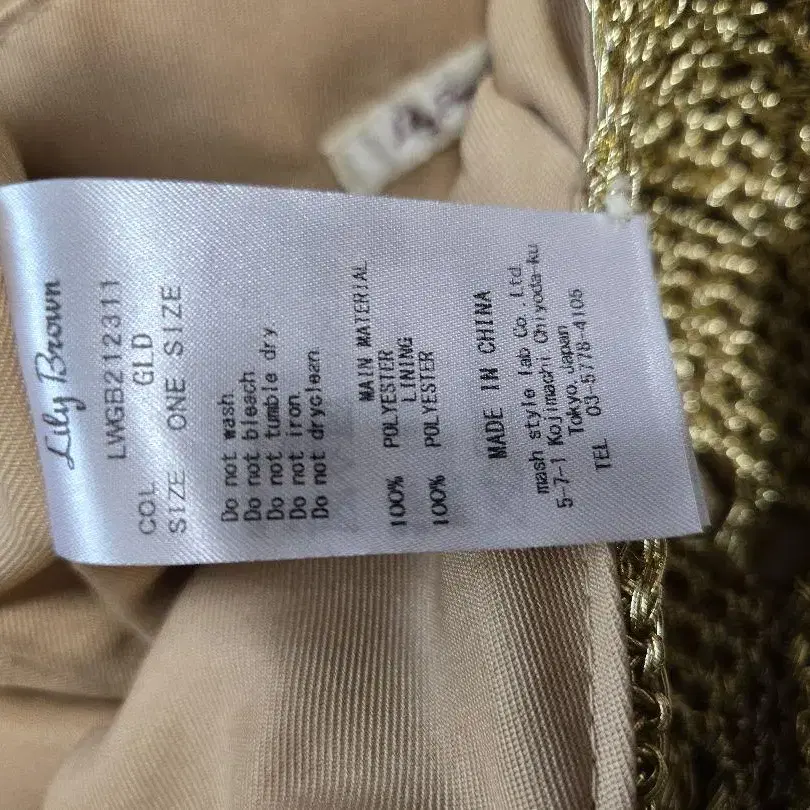 Lily Brown
LWGB212311
COL GLD
SIZE ONE SIZE
Do not wash
Do not bleach
Do not tumble dry
Do not iron
Do not dryclean
MAIN MATERIAL
100% POLYESTER
LINING
100% POLYESTER
MADE IN CHINA
mash style lab Co.,Ltd.
5-7-1 Kojimachi Chiyoda-ku
Tokyo,Japan
TEL 03-5778-4105